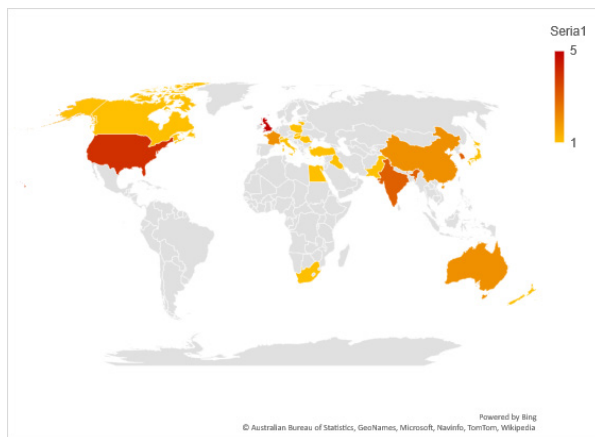 Seria1
5
1
Powered by Bing
© Australian Bureau of Statistics, GeoNames, Microsoft, Navinfo, TomTom, Wikipedia